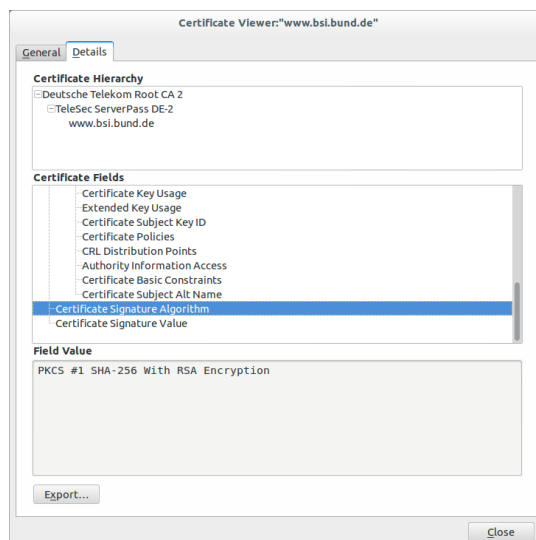 Certificate Viewer:"www.bsi.bund.de"
General Details
Certificate Hierarchy
Deutsche Telekom Root CA 2
TeleSec ServerPass DE-2
www.bsi.bund.de
Certificate Fields
Certificate Key Usage
Extended Key Usage
Certificate Subject Key ID
Certificate Policies
CRL Distribution Points
Authority Information Access
Certificate Basic Constraints
Certificate Subject Alt Name
Certificate Signature Algorithm
Certificate Signature Value
Field Value
PKCS #1 SHA-256 With RSA Encryption
Export...
Close